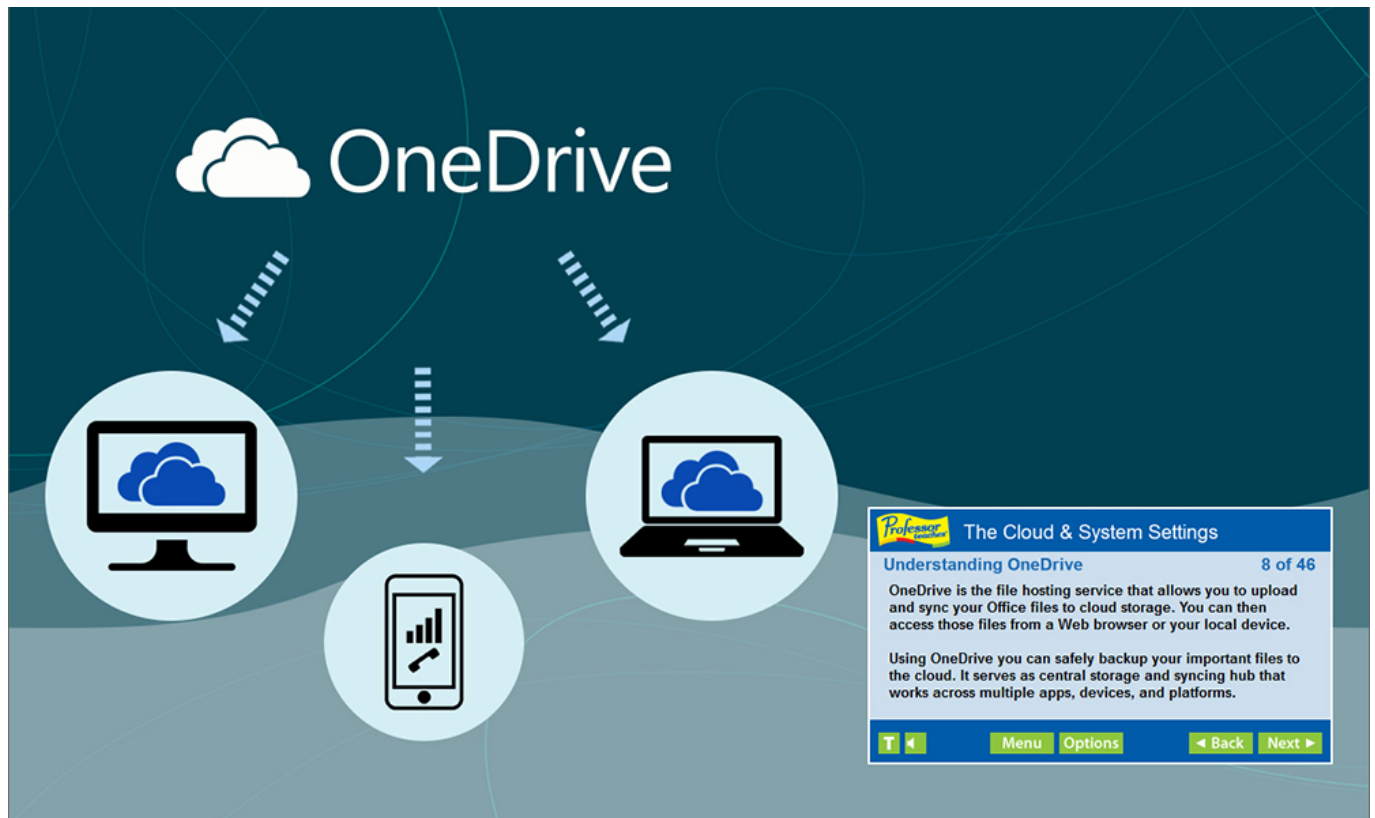 OneDrive
Professor
teaches
The Cloud & System Settings
Understanding OneDrive 8 of 46
OneDrive is the file hosting service that allows you to upload
and sync your Office files to cloud storage. You can then
access those files from a Web browser or your local device.
Using OneDrive you can safely backup your important files to
the cloud. It serves as central storage and syncing hub that
works across multiple apps, devices, and platforms.
T Menu Options ◄ Back Next ►